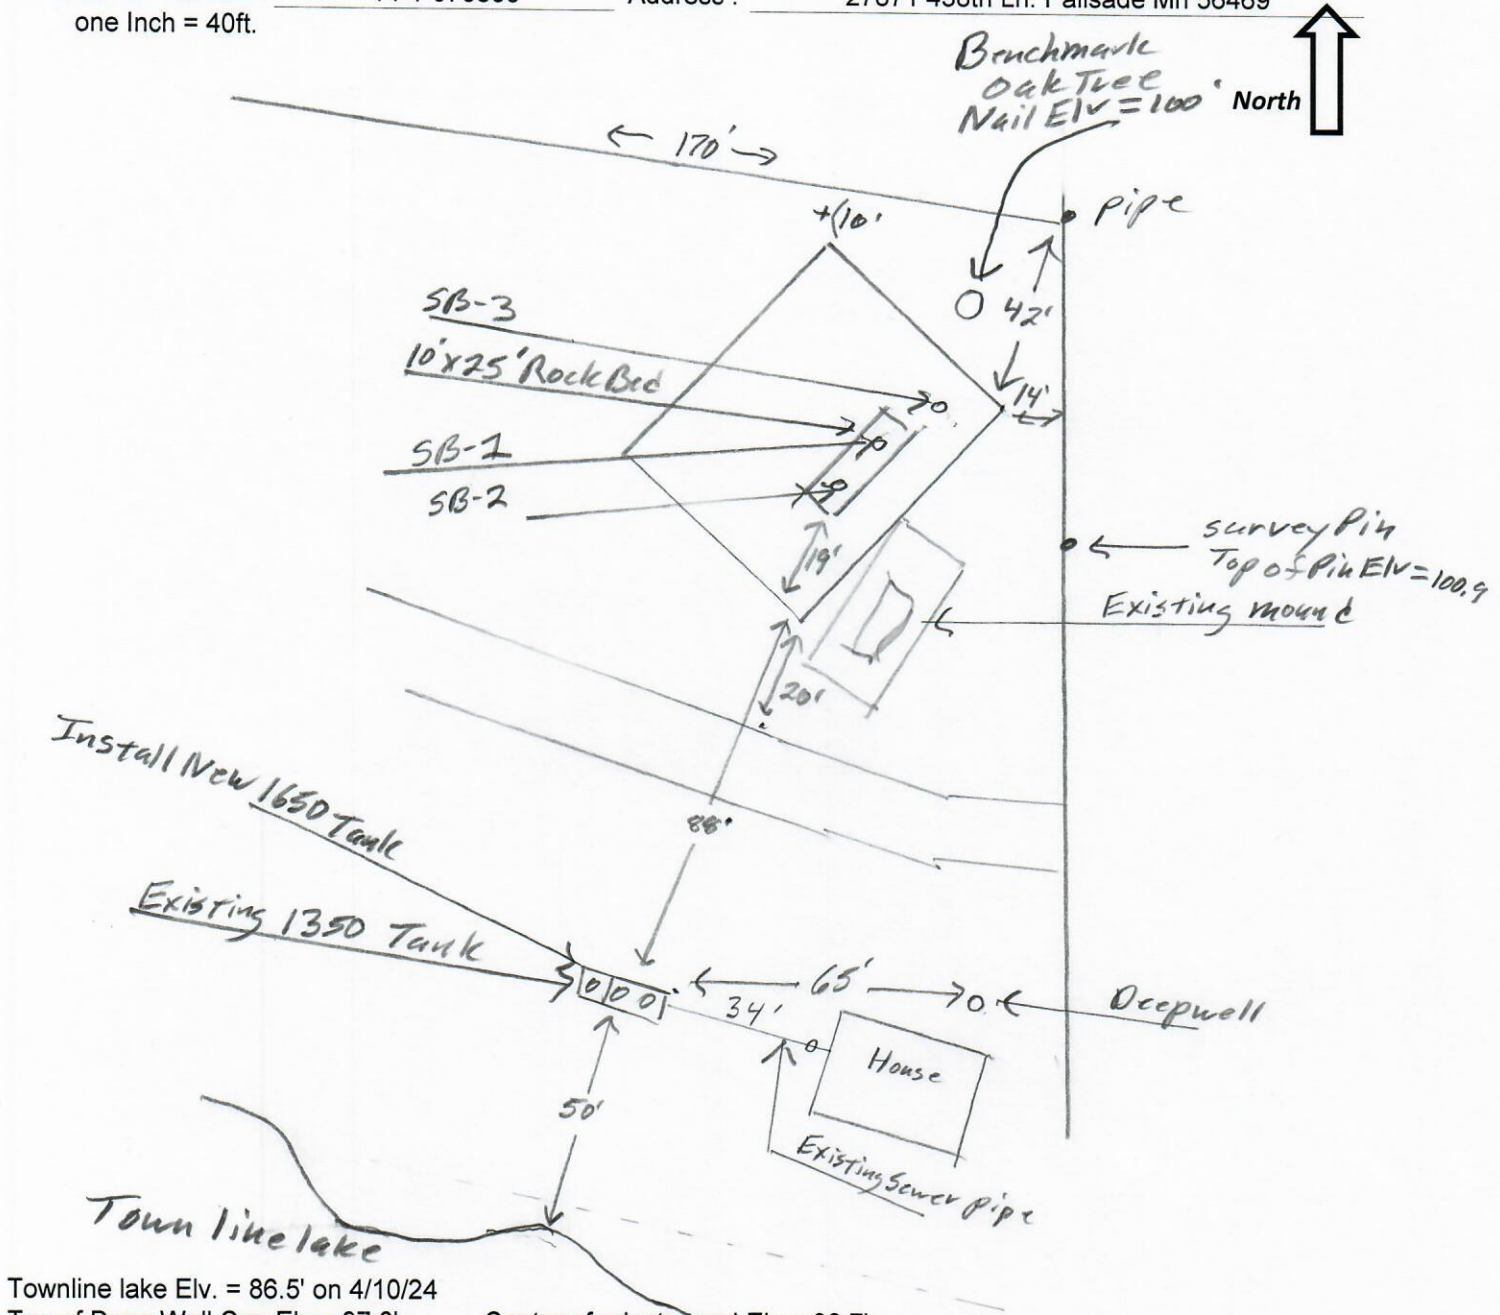 Address :
one Inch = 40ft.
Benchmark
Oak Tree
Nail Elv = 100'
North
170'
pipe
+(10'
42'
SB-3
10'x25' Rock Bed
14'
SB-1
SB-2
survey Pin
Top of Pin Elv = 100.9
19'
Existing mound
20'
Install New 1650 Tank
88'
Existing 1350 Tank
65'
34'
Deepwell
House
50'
Existing Sewer pipe
Town line lake
Townline lake Elv. = 86.5' on 4/10/24